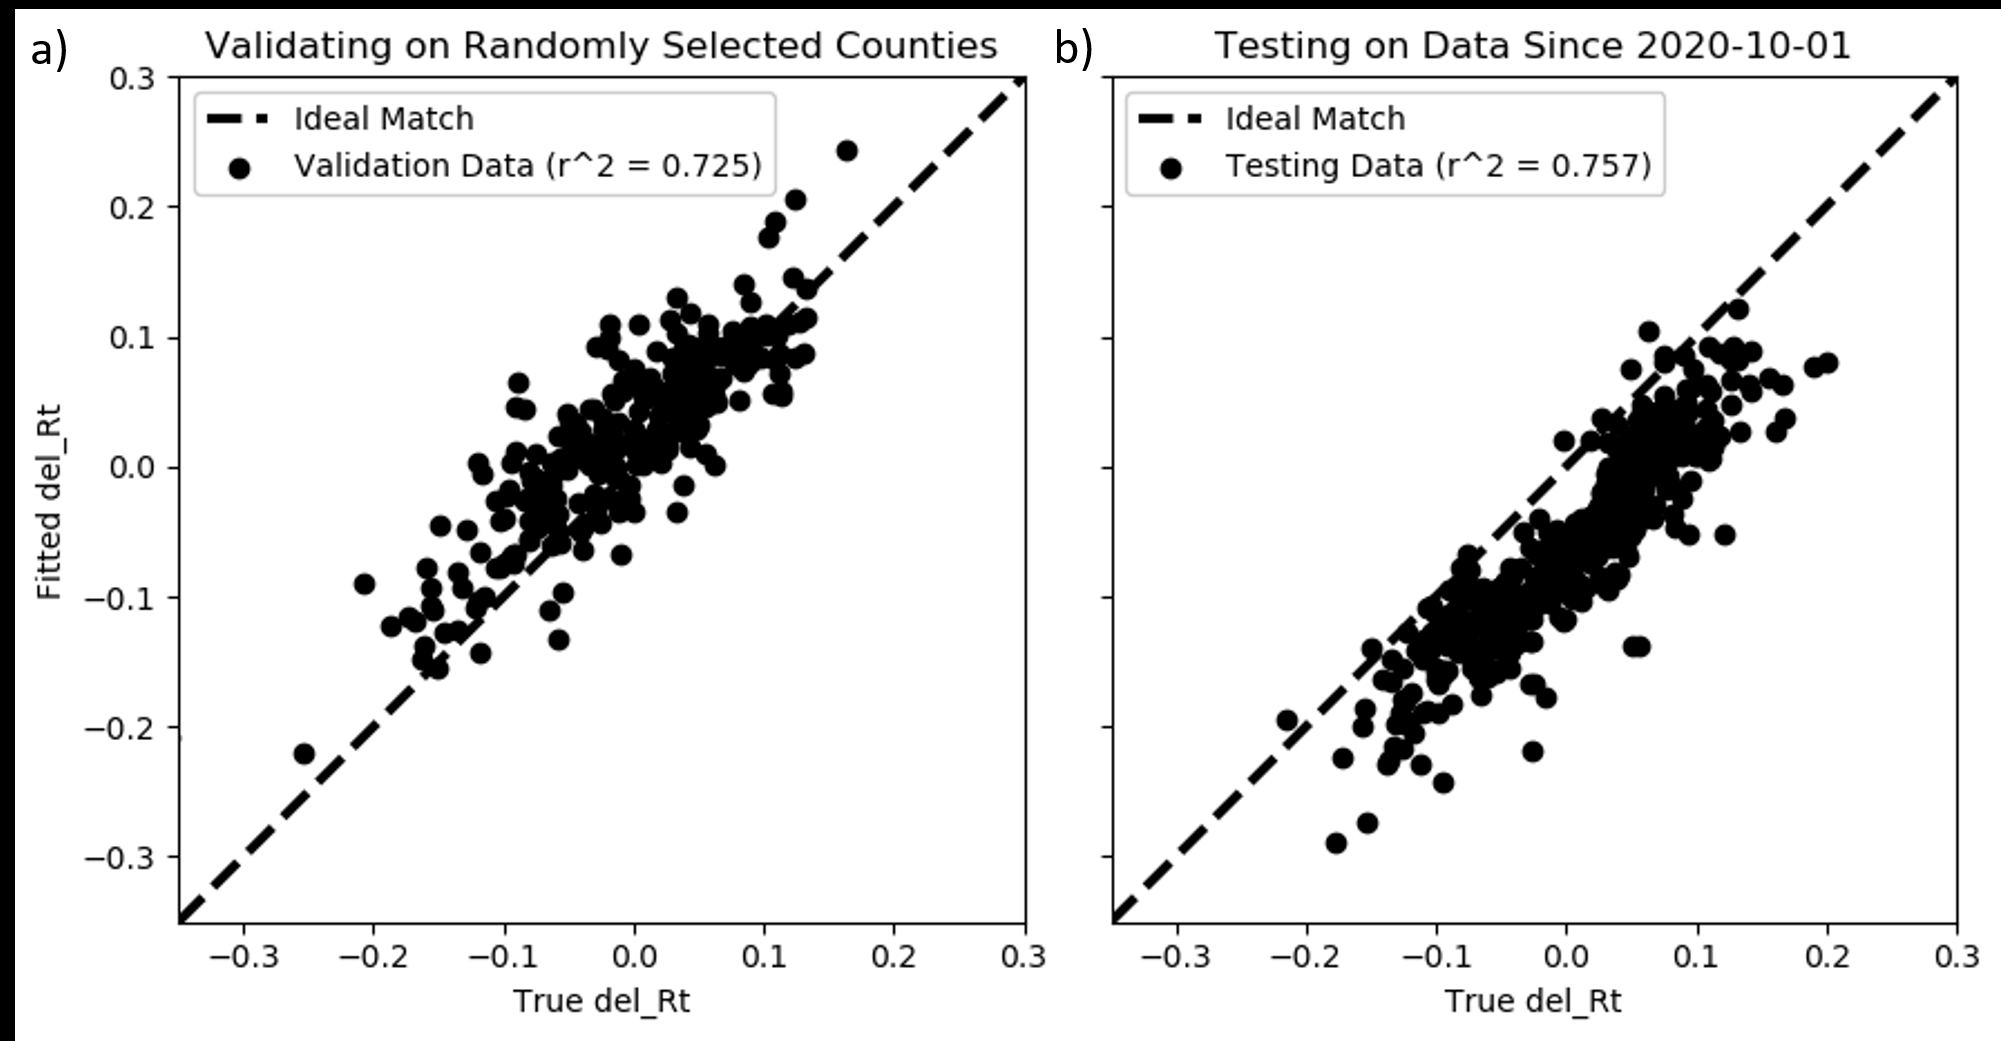 a)
Validating on Randomly Selected Counties
Ideal Match
Validation Data (r^2 = 0.725)
0.3
0.2
0.1
0.0
−0.1
−0.2
−0.3
Fitted del_Rt
−0.3 −0.2 −0.1 0.0 0.1 0.2 0.3
True del_Rt
b)
Testing on Data Since 2020-10-01
Ideal Match
Testing Data (r^2 = 0.757)
−0.3 −0.2 −0.1 0.0 0.1 0.2 0.3
True del_Rt